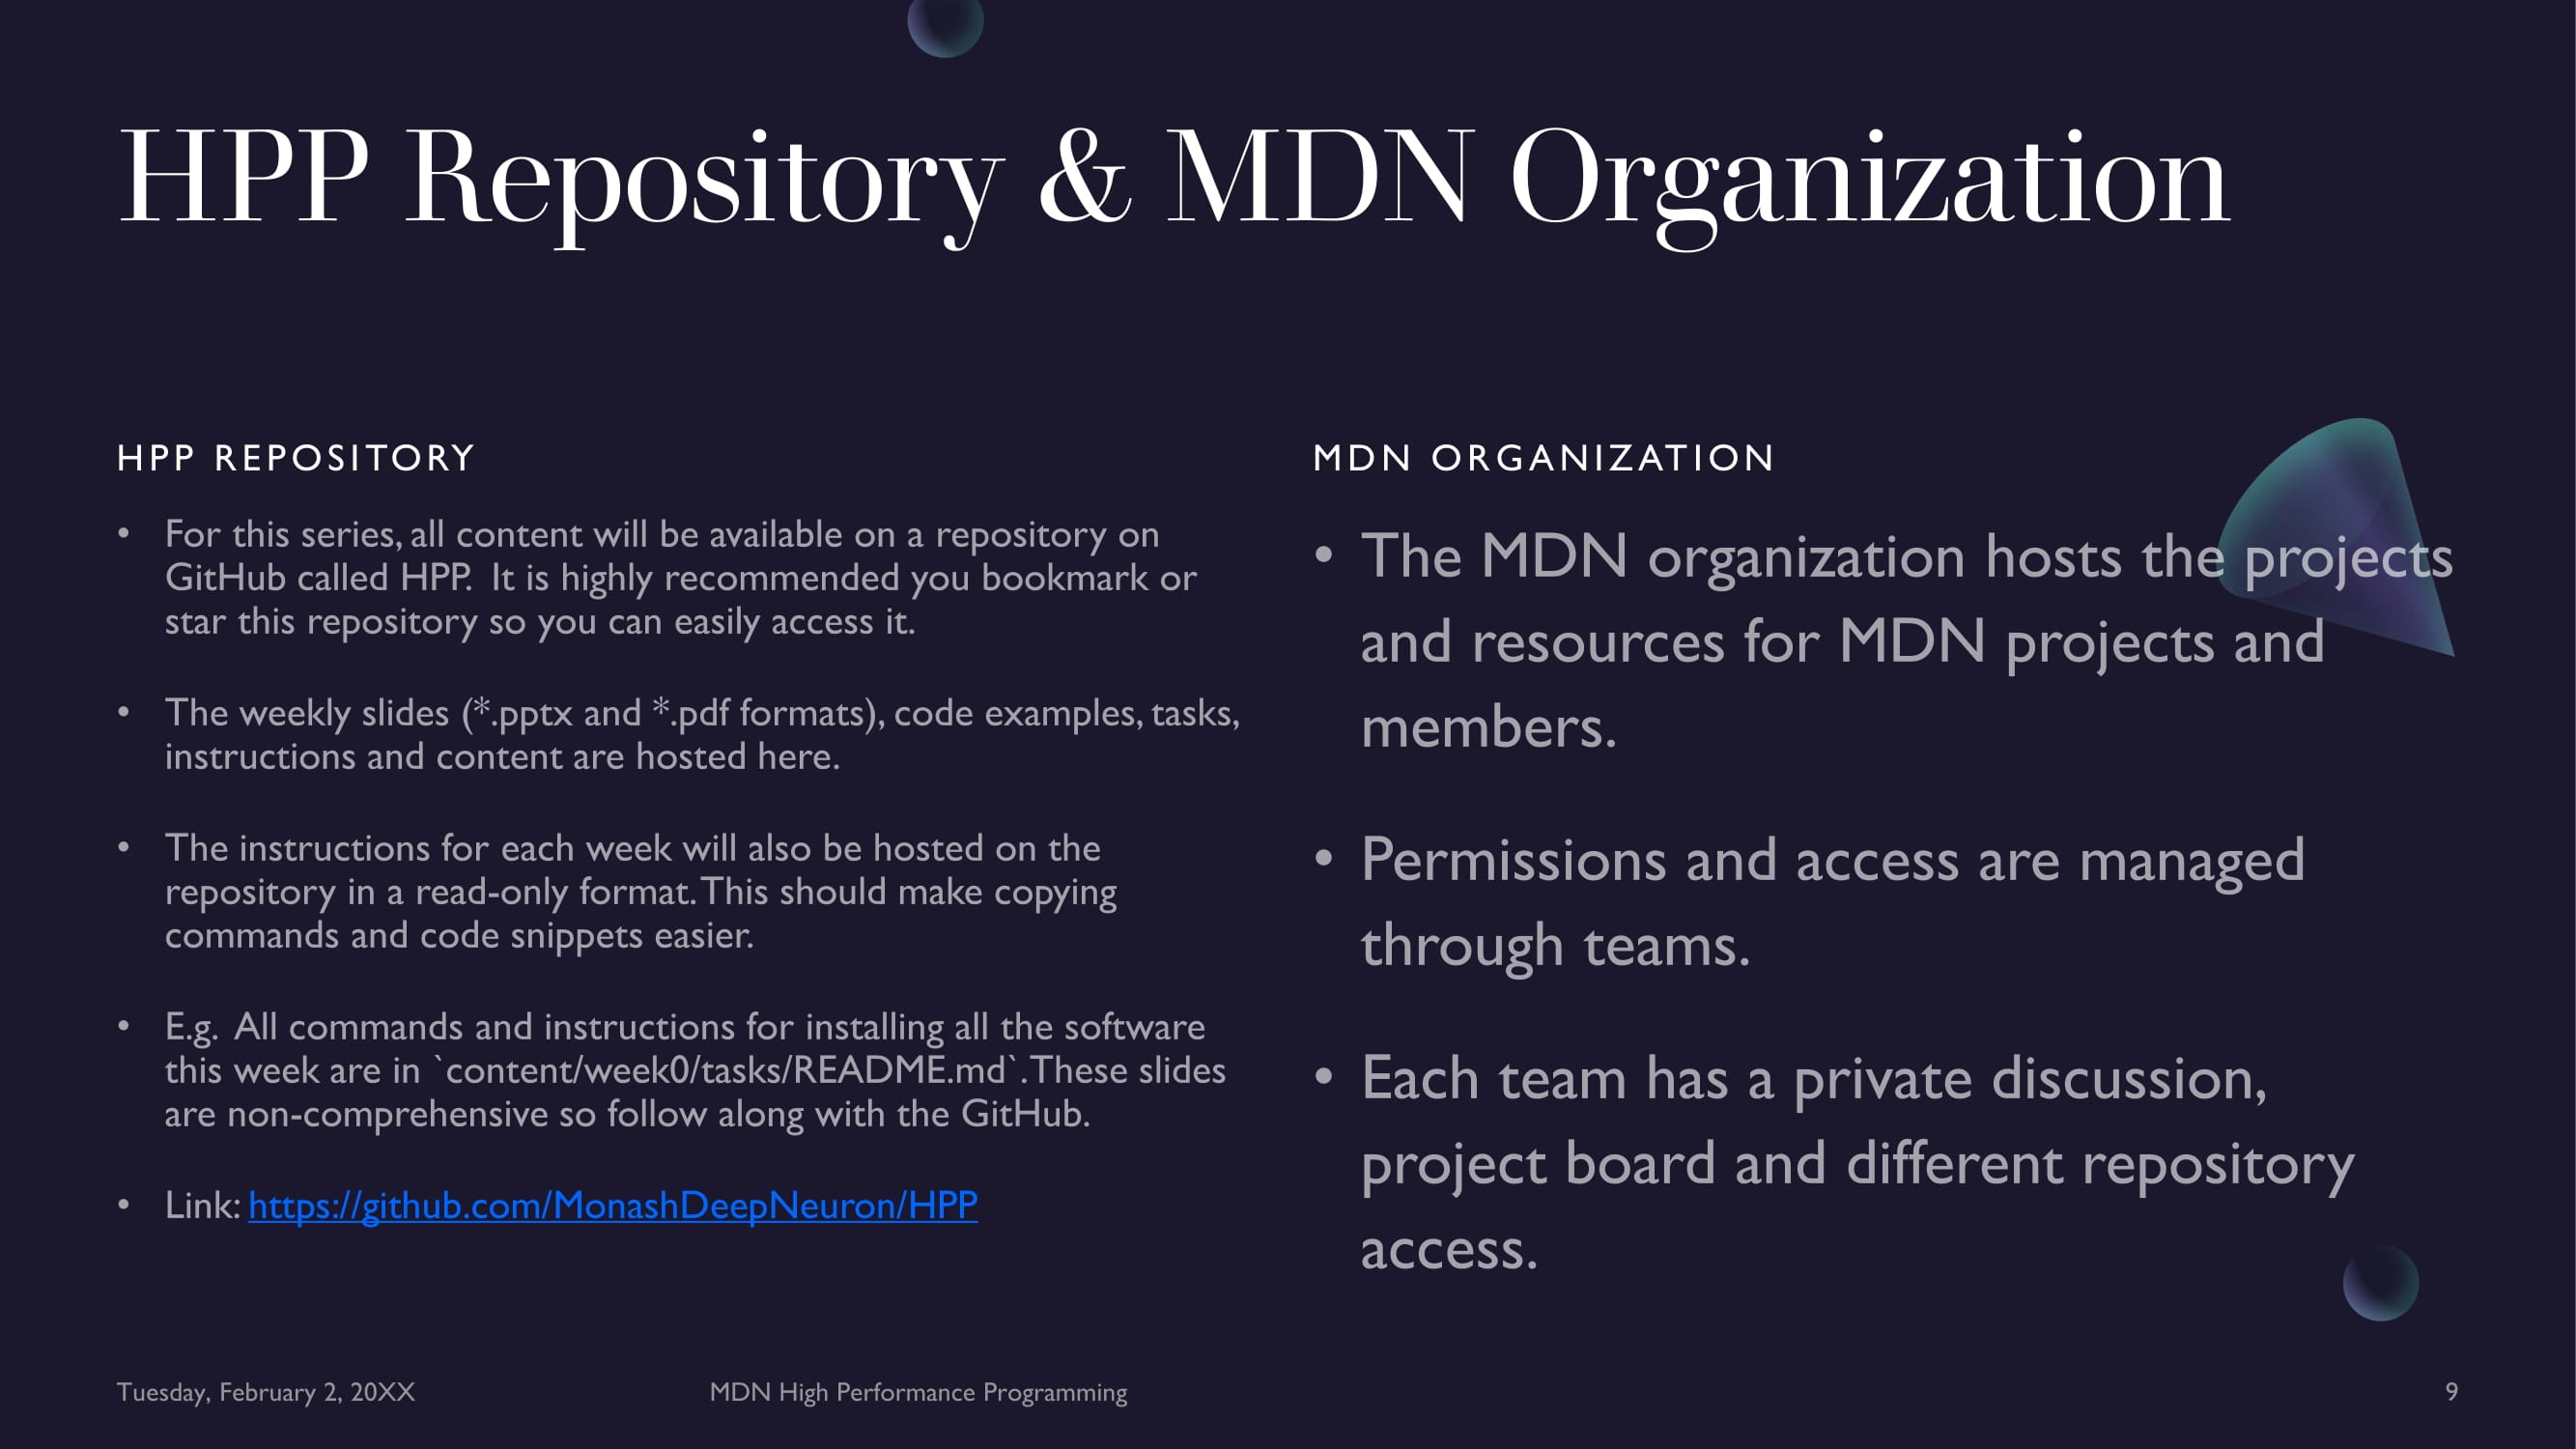 HPP Repository & MDN Organization
HPP REPOSITORY
• For this series, all content will be available on a repository on
GitHub called HPP.  It is highly recommended you bookmark or
star this repository so you can easily access it.
• The weekly slides (*.pptx and *.pdf formats), code examples, tasks,
instructions and content are hosted here.
• The instructions for each week will also be hosted on the
repository in a read-only format. This should make copying
commands and code snippets easier.
• E.g.  All commands and instructions for installing all the software
this week are in `content/week0/tasks/README.md`. These slides
are non-comprehensive so follow along with the GitHub.
• Link: https://github.com/MonashDeepNeuron/HPP
MDN ORGANIZATION
• The MDN organization hosts the projects
and resources for MDN projects and
members.
• Permissions and access are managed
through teams.
• Each team has a private discussion,
project board and different repository
access.
Tuesday, February 2, 20XX
MDN High Performance Programming
9